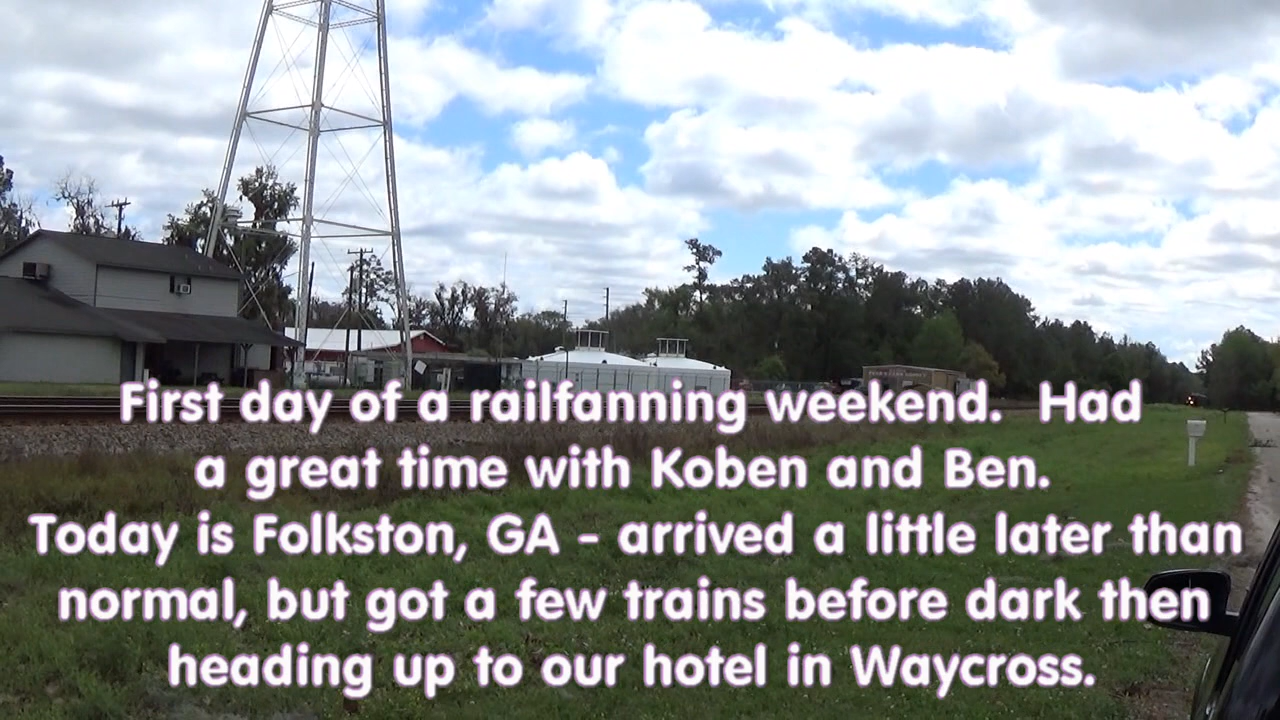 First day of a railfanning weekend.  Had
a great time with Koben and Ben.
Today is Folkston, GA - arrived a little later than
normal, but got a few trains before dark then
heading up to our hotel in Waycross.